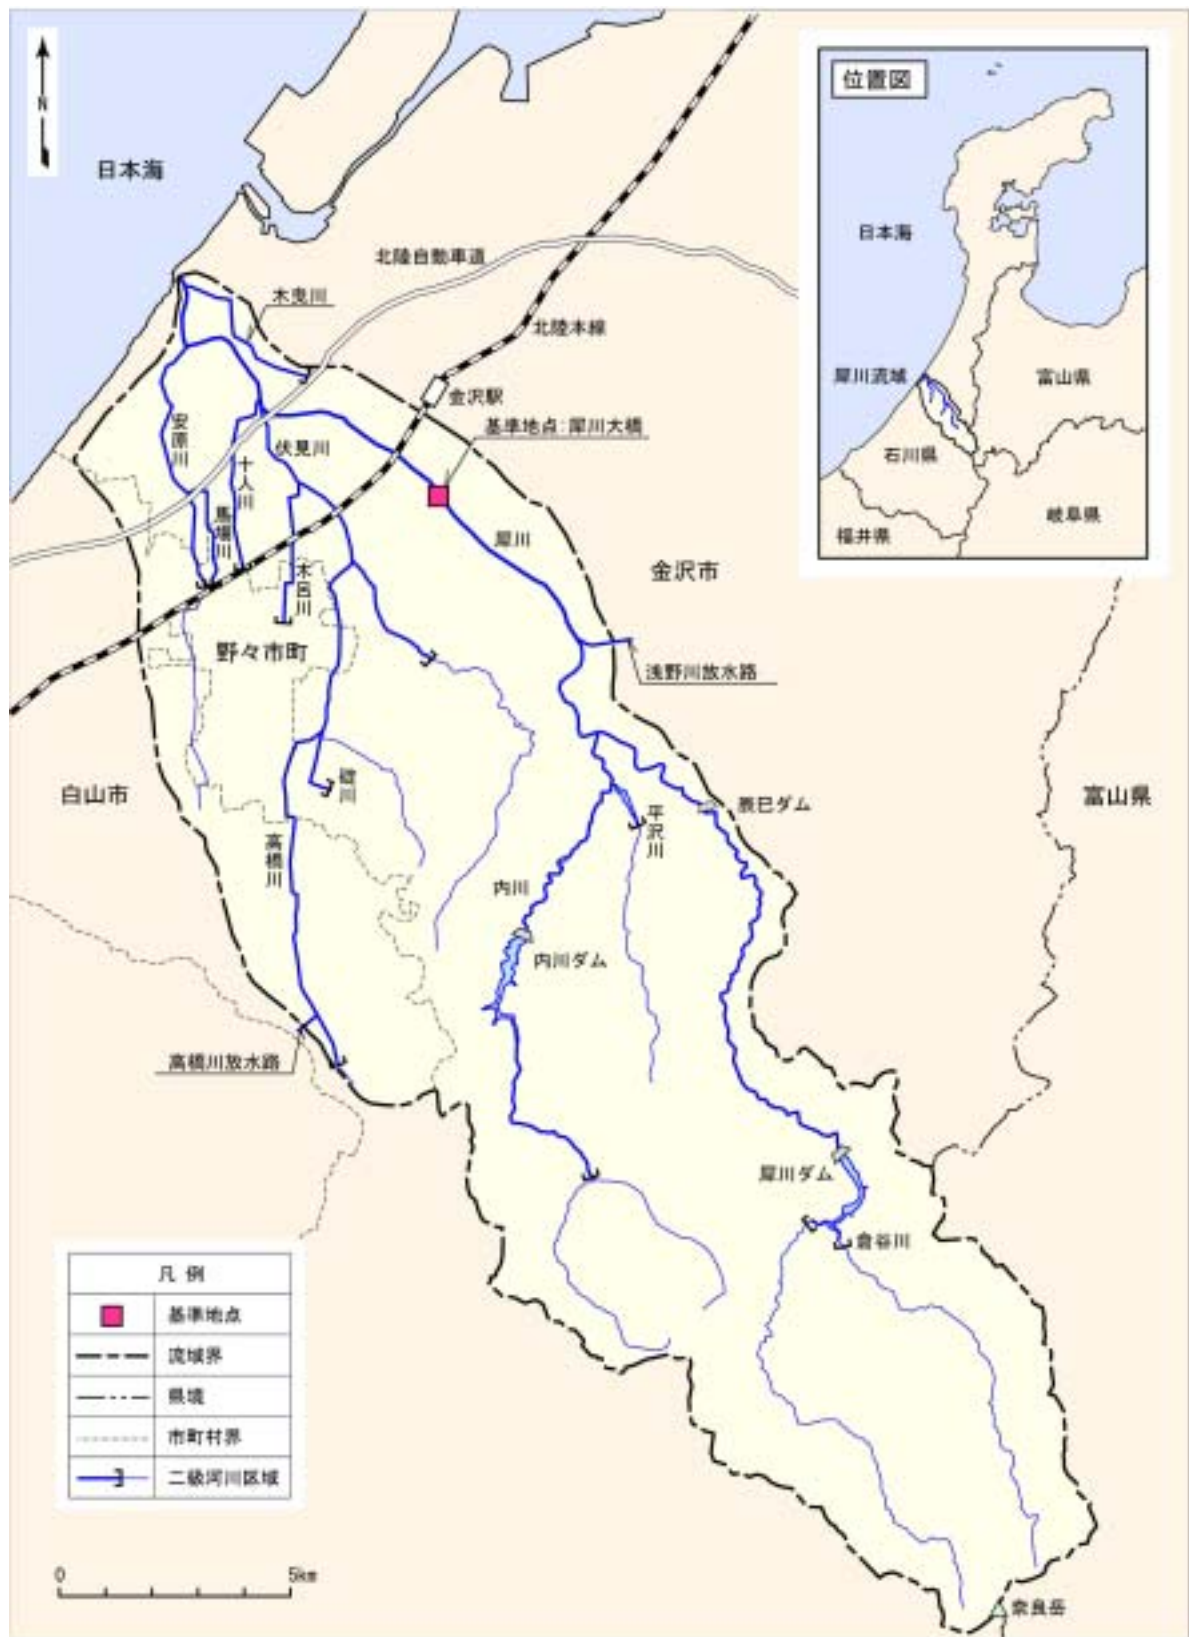 N
位置図
日本海
日本海
北陸自動車道
木曳川
北陸本線
犀川流域
富山県
金沢駅
基準地点:犀川大橋
安原川
伏見川
十人川
石川県
馬場川
岐阜県
福井県
犀川
金沢市
木呂川
野々市町
浅野川放水路
白山市
富山県
辰巳ダム
平沢川
高橋川
内川
内川ダム
高橋川放水路
犀川ダム
倉谷川
凡例
基準地点
流域界
県境
市町村界
二級河川区域
0 5km
奈良岳